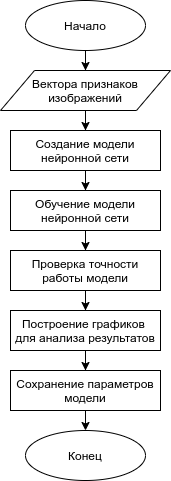 Начало
Вектора признаков
изображений
Создание модели
нейронной сети
Обучение модели
нейронной сети
Проверка точности
работы модели
Построение графиков
для анализа результатов
Сохранение параметров
модели
Конец